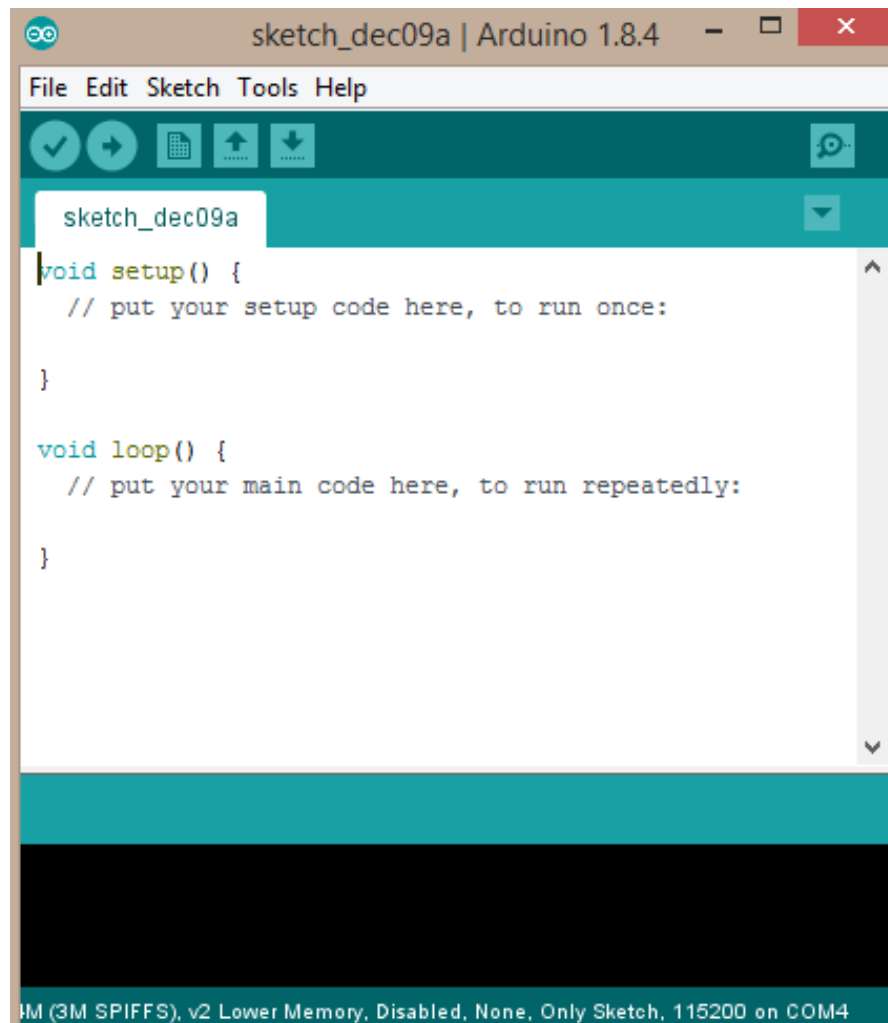 sketch_dec09a | Arduino 1.8.4
File Edit Sketch Tools Help
sketch_dec09a
void setup() {
// put your setup code here, to run once:
}
void loop() {
// put your main code here, to run repeatedly:
}
(3M SPIFFS), v2 Lower Memory, Disabled, None, Only Sketch, 115200 on COM4